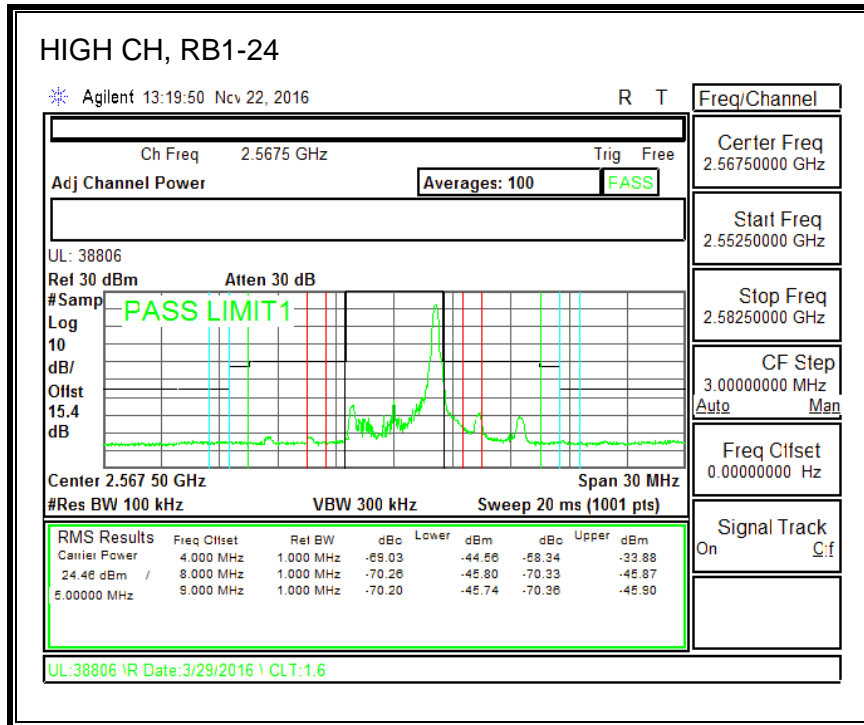 HIGH CH, RB1-24
Agilent 13:19:50 Nov 22, 2016 R T
Freq/Channel
Ch Freq 2.5675 GHz Trig Free
Adj Channel Power Averages: 100 PASS
Center Freq
2.56750000 GHz
UL: 38806
Start Freq
2.55250000 GHz
Ref 30 dBm Atten 30 dB
#Samp
Log
10
dB/
Offst
15.4
dB
PASS LIMIT1
Stop Freq
2.58250000 GHz
CF Step
3.00000000 MHz
Auto Man
Freq Offset
0.00000000 Hz
Center 2.567 50 GHz Span 30 MHz
#Res BW 100 kHz VBW 300 kHz Sweep 20 ms (1001 pts)
Signal Track
On Off
RMS Results Freq Offset Ref BW dBc Lower dBm dBc Upper dBm
Carrier Power 4.000 MHz 1.000 MHz -69.03 -44.56 -58.34 -33.88
24.46 dBm / 8.000 MHz 1.000 MHz -70.26 -45.80 -70.33 -45.87
5.00000 MHz 9.000 MHz 1.000 MHz -70.20 -45.74 -70.36 -45.90
UL:38806 \R Date:3/29/2016 \ CLT:1.6